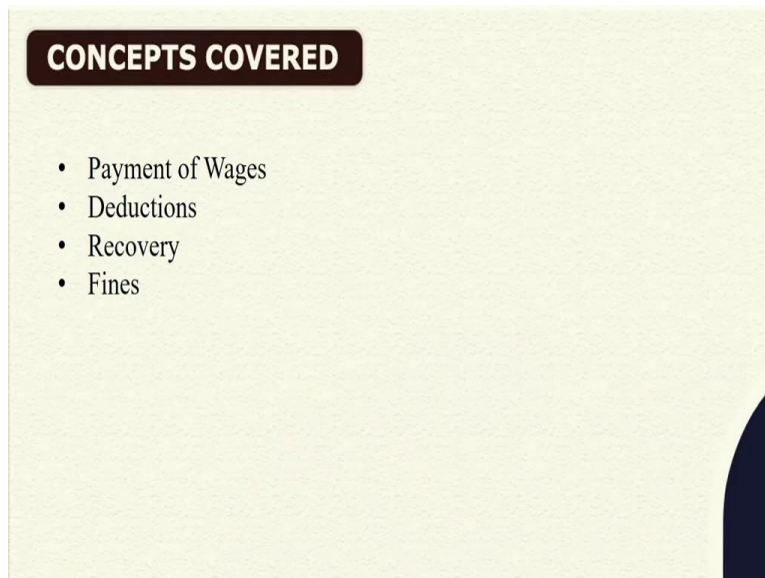 CONCEPTS COVERED
• Payment of Wages
• Deductions
• Recovery
• Fines